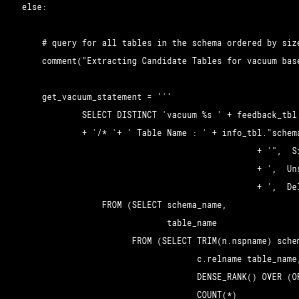 else:
# query for all tables in the schema ordered by size
comment("Extracting Candidate Tables for vacuum base
get_vacuum_statement = '''
SELECT DISTINCT 'vacuum %s ' + feedback_tbl
+ '/* '+ ' Table Name : ' + info_tbl."schema
+ '", S
+ ', Uns
+ ', Del
FROM (SELECT schema_name,
table_name
FROM (SELECT TRIM(n.nspname) schem
c.relname table_name,
DENSE_RANK() OVER (OR
COUNT(*)